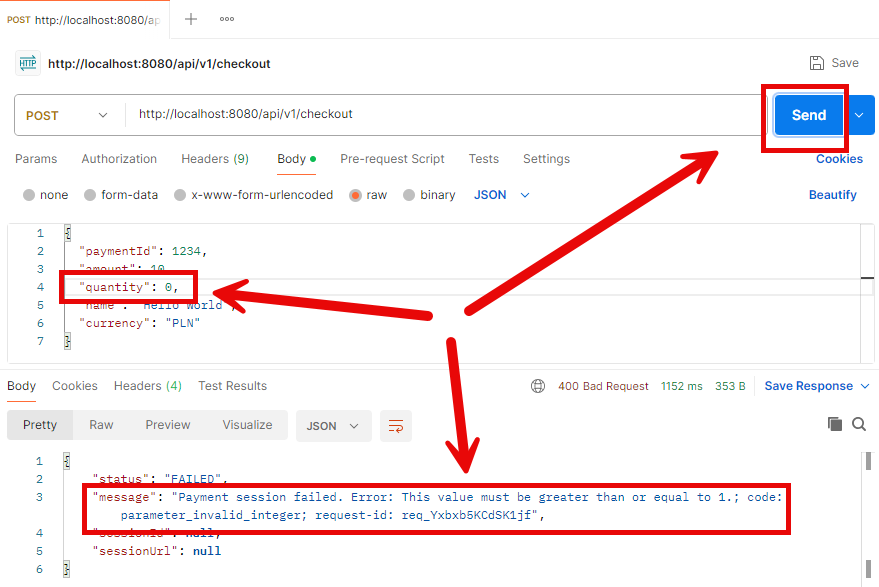 POST http://localhost:8080/ap
HTTP http://localhost:8080/api/v1/checkout Save
POST http://localhost:8080/api/v1/checkout Send
Params Authorization Headers (9) Body Pre-request Script Tests Settings Cookies
none form-data x-www-form-urlencoded raw binary JSON Beautify
1 {
2 "paymentId": 1234,
3 "amount": 10
4 "quantity": 0,
5 "name": "Hello World",
6 "currency": "PLN"
7 }
Body Cookies Headers (4) Test Results 400 Bad Request 1152 ms 353 B Save Response
Pretty Raw Preview Visualize JSON
1 {
2 "status": "FAILED",
3 "message": "Payment session failed. Error: This value must be greater than or equal to 1.; code:
parameter_invalid_integer; request-id: req_Yxbxb5KCdSK1jf",
4 "sessionId": null,
5 "sessionUrl": null
6 }